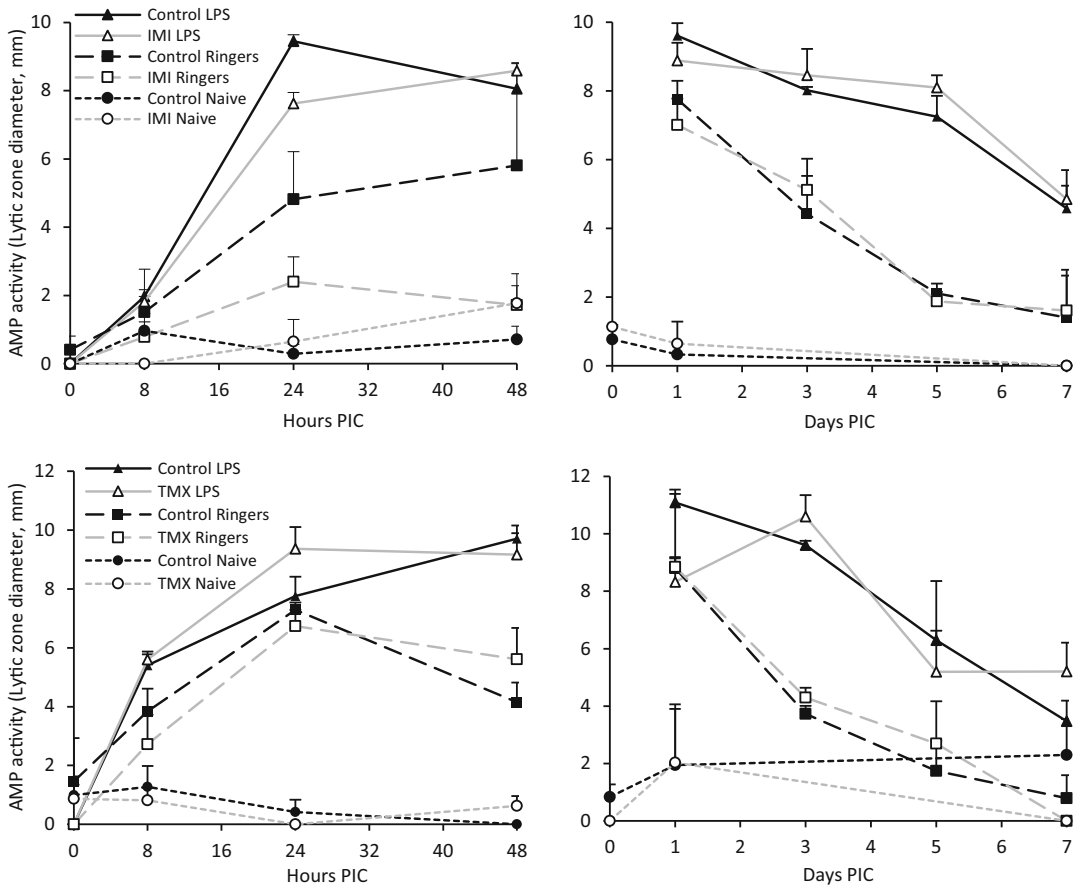 Control LPS
IMI LPS
Control Ringers
IMI Ringers
Control Naive
IMI Naive
AMP activity (Lytic zone diameter, mm)
10
8
6
4
2
0
0 8 16 24 32 40 48
Hours PIC
10
8
6
4
2
0
0 1 2 3 4 5 6 7
Days PIC
Control LPS
TMX LPS
Control Ringers
TMX Ringers
Control Naive
TMX Naive
AMP activity (Lytic zone diameter, mm)
12
10
8
6
4
2
0
0 8 16 24 32 40 48
Hours PIC
12
10
8
6
4
2
0
0 1 2 3 4 5 6 7
Days PIC